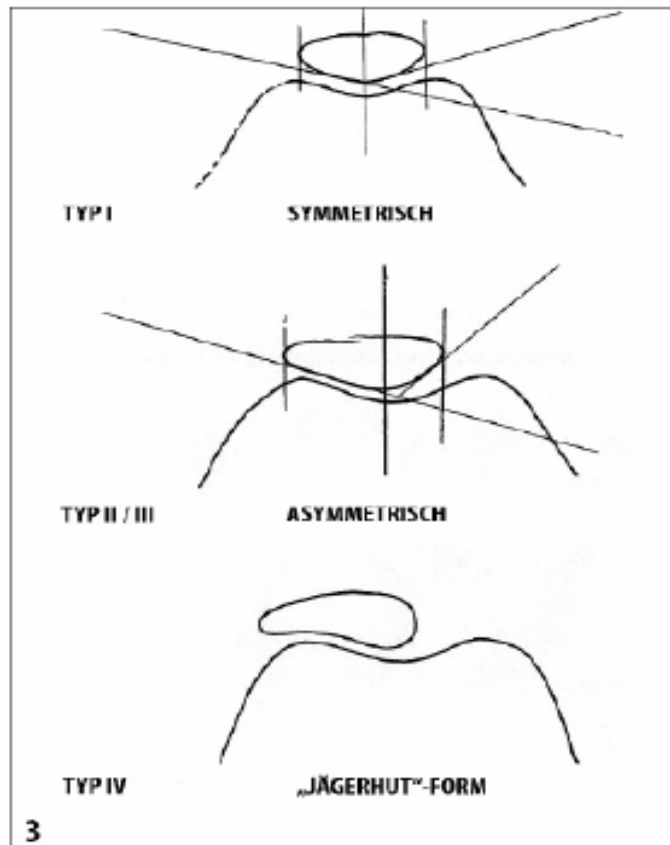 TYP I SYMMETRISCH
TYP II / III ASYMMETRISCH
TYP IV „JÄGERHUT“-FORM
3